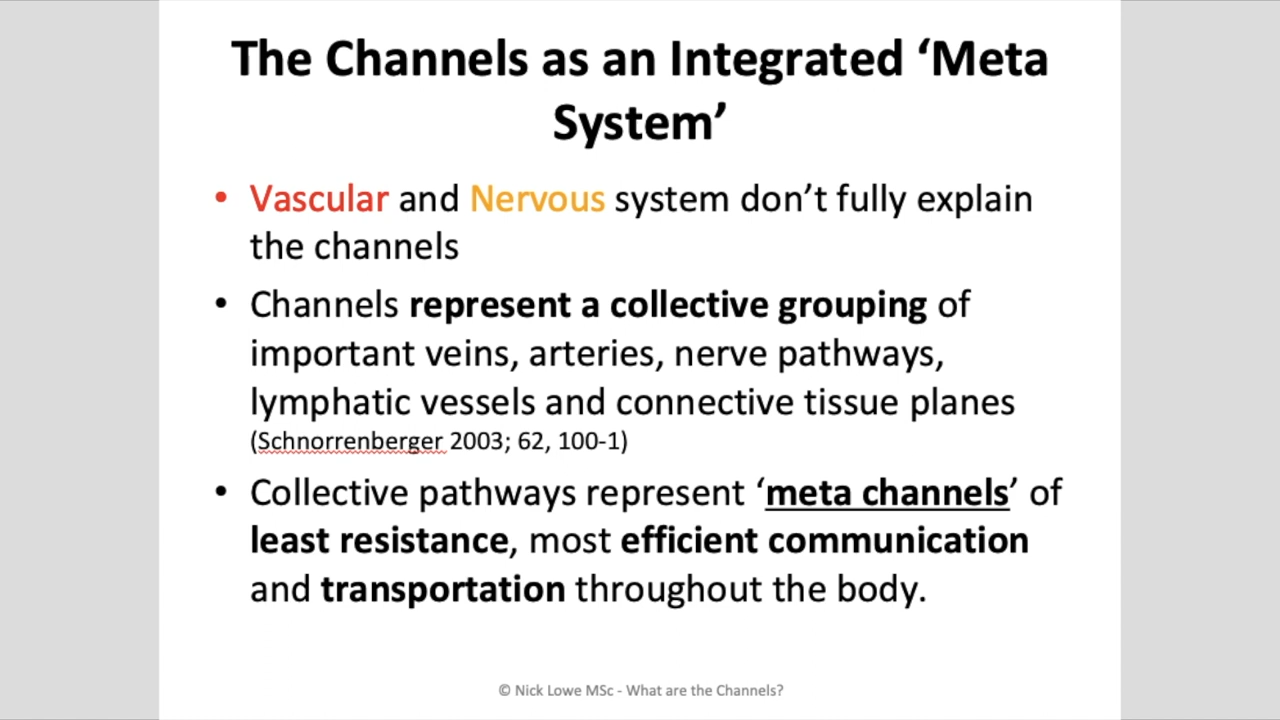 The Channels as an Integrated ‘Meta
System’
• Vascular and Nervous system don’t fully explain
the channels
• Channels represent a collective grouping of
important veins, arteries, nerve pathways,
lymphatic vessels and connective tissue planes
(Schnorrenberger 2003; 62, 100-1)
• Collective pathways represent ‘meta channels’ of
least resistance, most efficient communication
and transportation throughout the body.
© Nick Lowe MSc - What are the Channels?